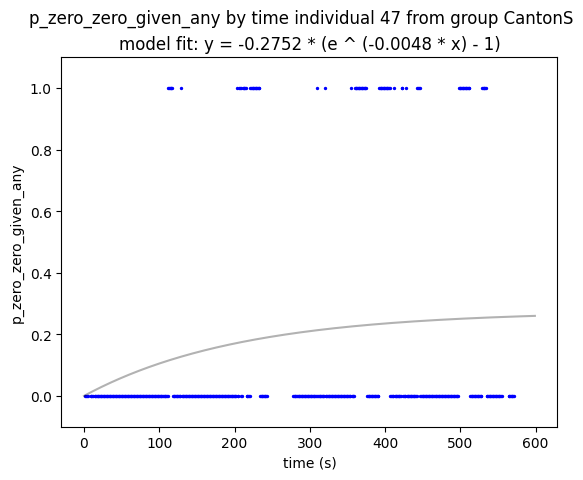 p_zero_zero_given_any by time individual 47 from group CantonS
model fit: y = -0.2752 * (e ^ (-0.0048 * x) - 1)
p_zero_zero_given_any
1.0
0.8
0.6
0.4
0.2
0.0
0 100 200 300 400 500 600
time (s)